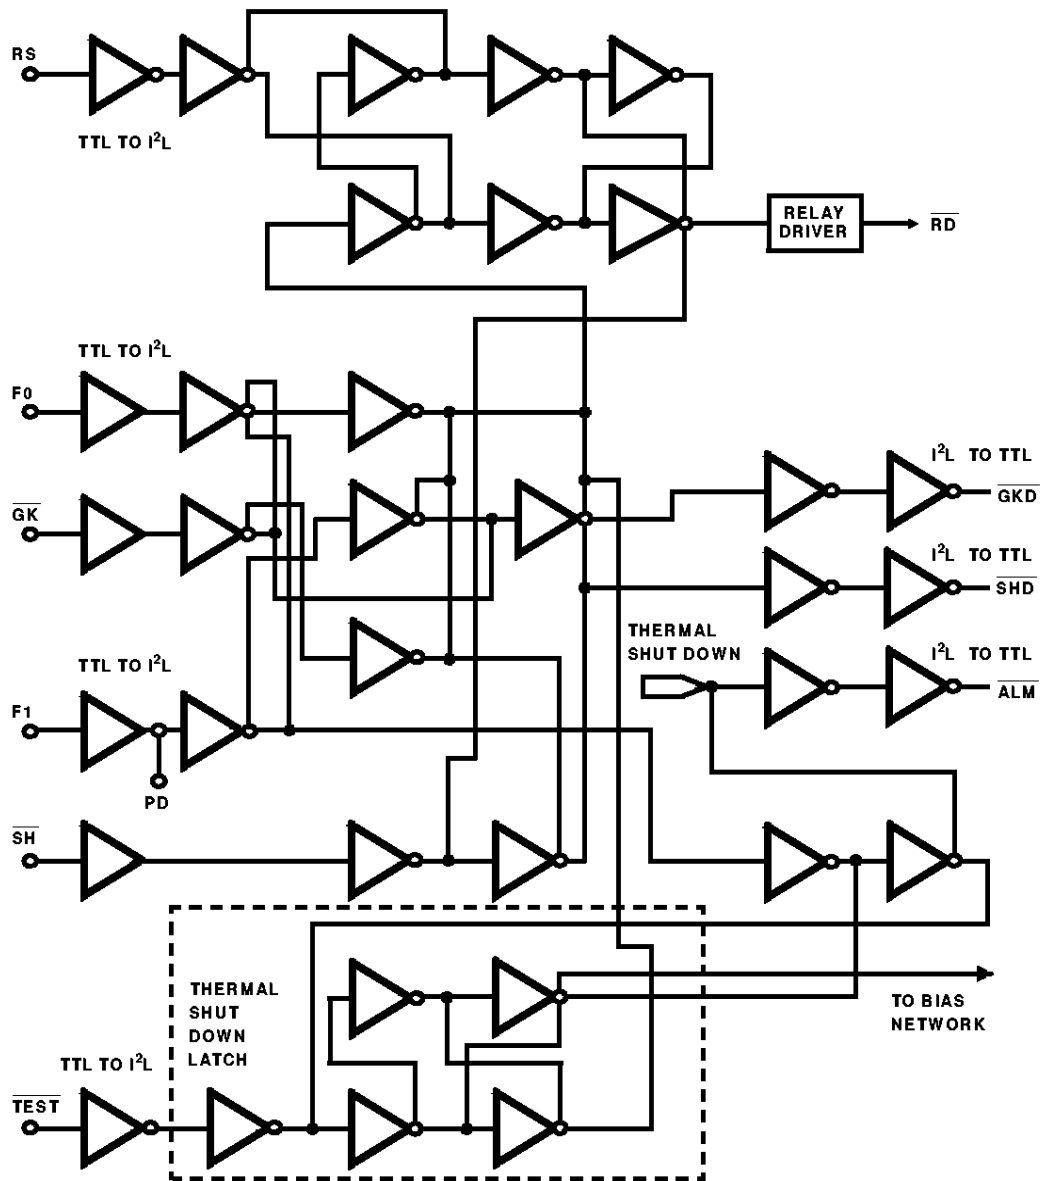 RS
TTL TO I²L
RELAY
DRIVER
RD
TTL TO I²L
F0
I²L TO TTL
GKD
GK
I²L TO TTL
SHD
THERMAL
SHUT DOWN
I²L TO TTL
ALM
TTL TO I²L
F1
PD
SH
THERMAL
SHUT
DOWN
LATCH
TO BIAS
NETWORK
TTL TO I²L
TEST